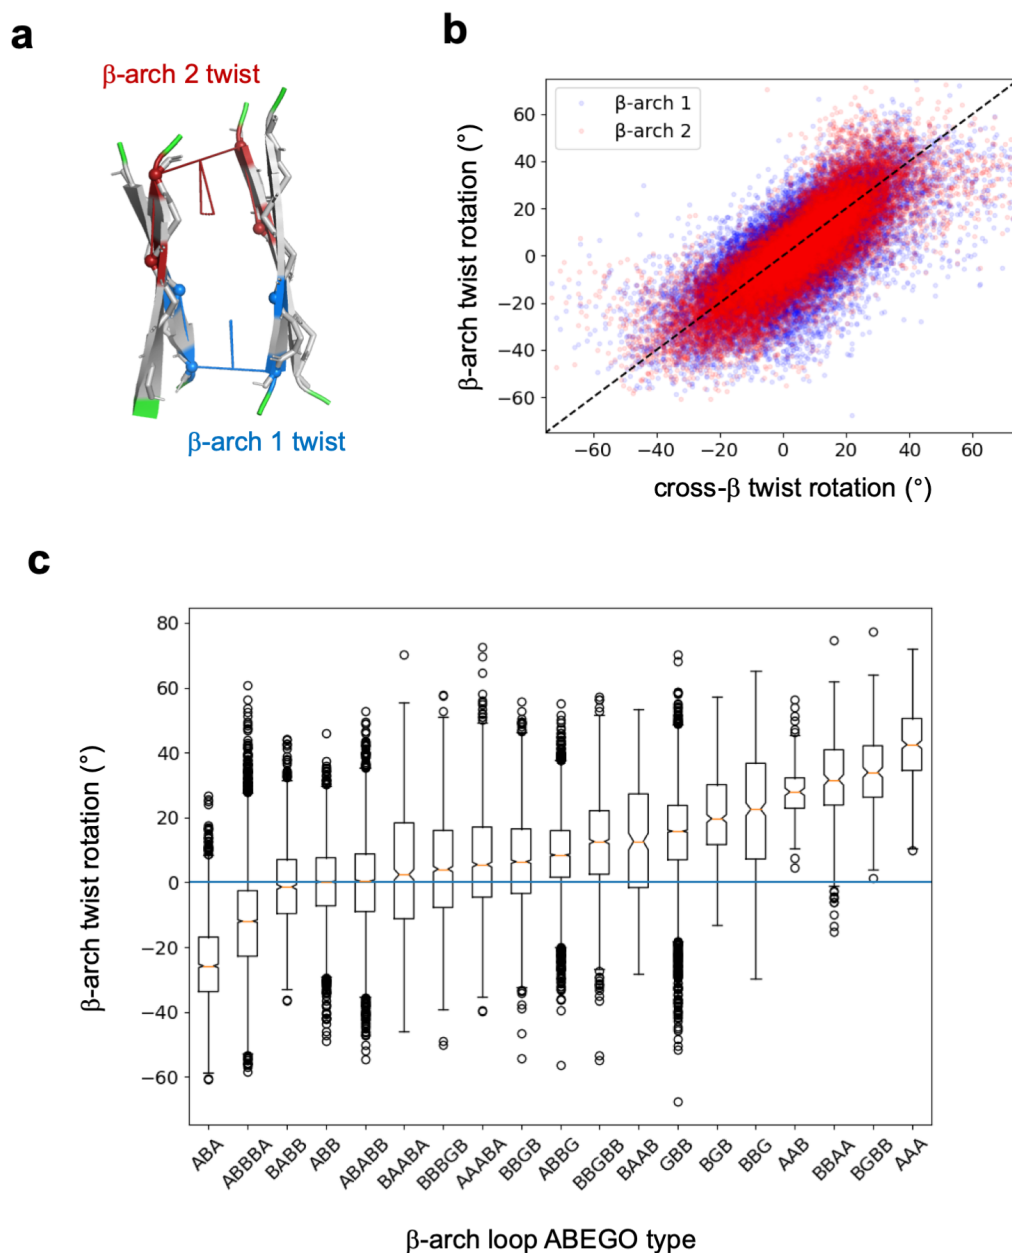 a
β-arch 2 twist
β-arch 1 twist
b
β-arch 1
β-arch 2
60
40
20
0
−20
−40
−60
β-arch twist rotation (°)
−60 −40 −20 0 20 40 60
cross-β twist rotation (°)
c
80
60
40
20
0
−20
−40
−60
β-arch twist rotation (°)
ABA ABBBA BABB ABB ABABB BAABA BBBGB AAABA BBGB ABBG BBGBB BAAB GBB BGB BBG AAB BBAA BGBB AAA
β-arch loop ABEGO type